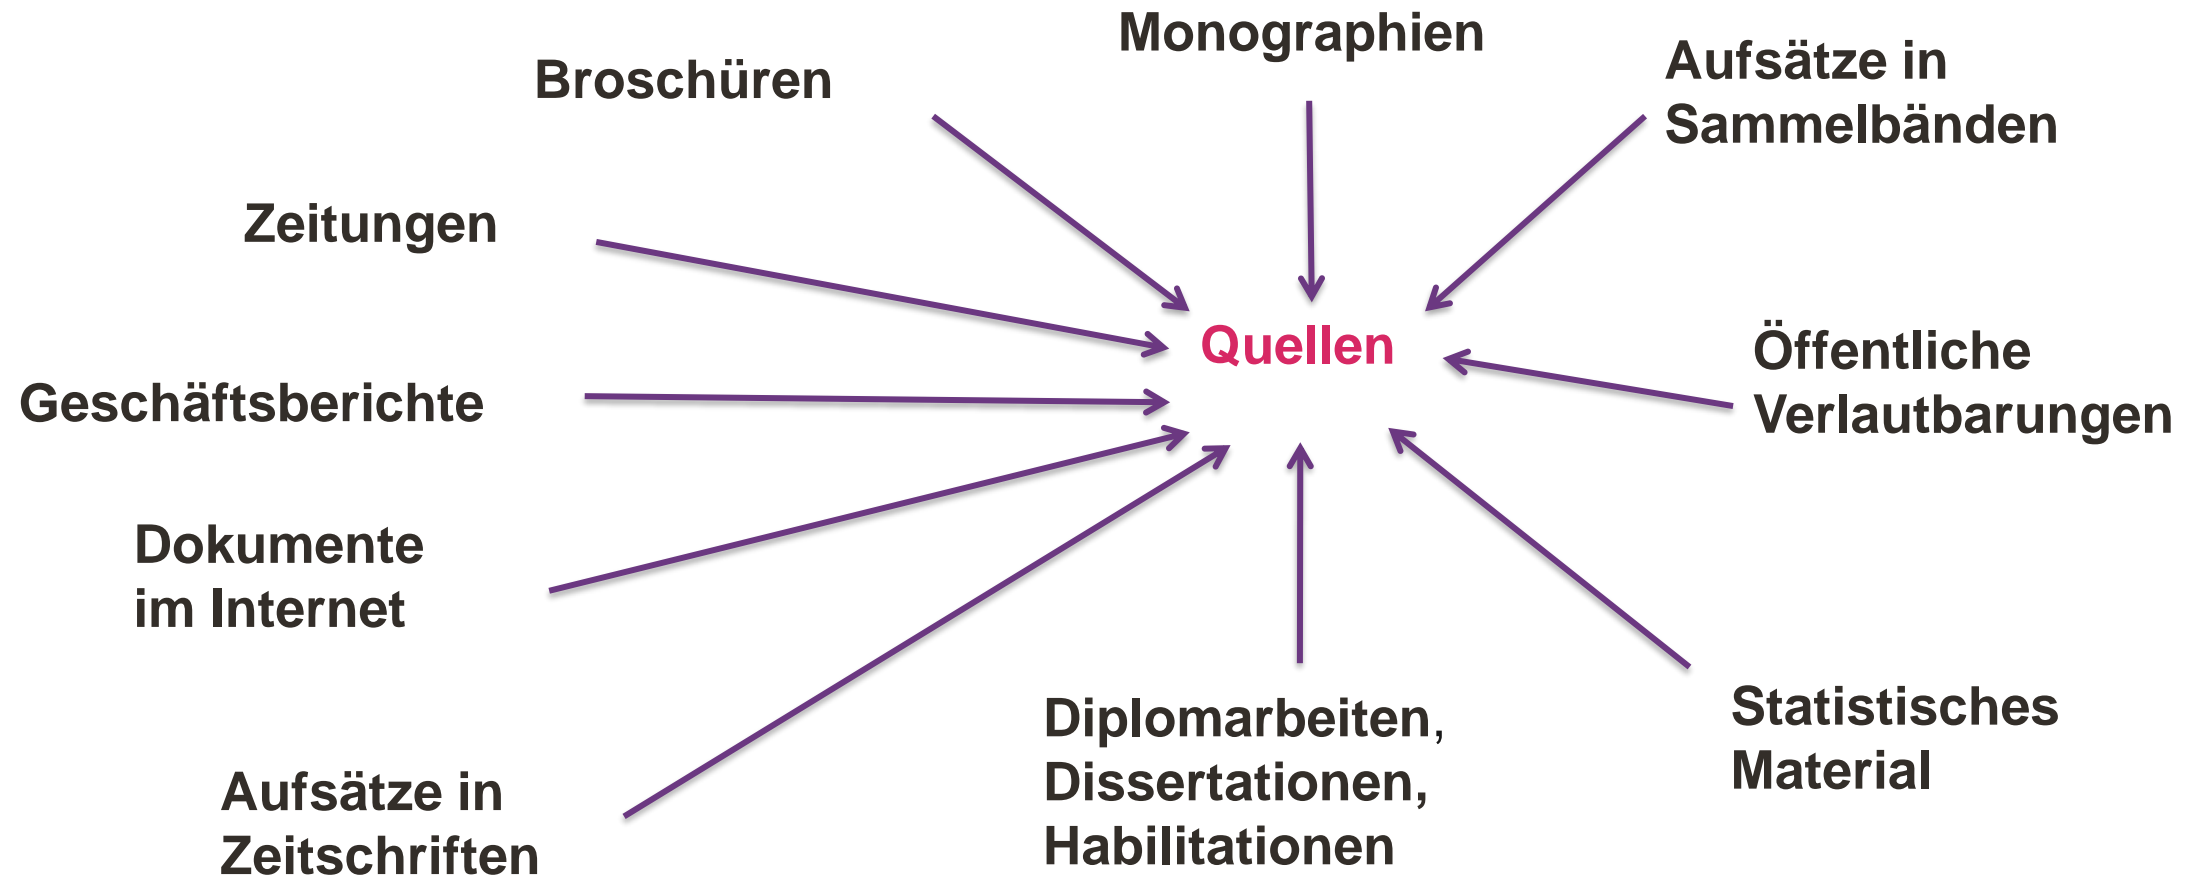 Monographien
Broschüren
Aufsätze in
Sammelbänden
Zeitungen
Quellen
Öffentliche
Verlautbarungen
Geschäftsberichte
Dokumente
im Internet
Statistisches
Material
Diplomarbeiten,
Dissertationen,
Habilitationen
Aufsätze in
Zeitschriften